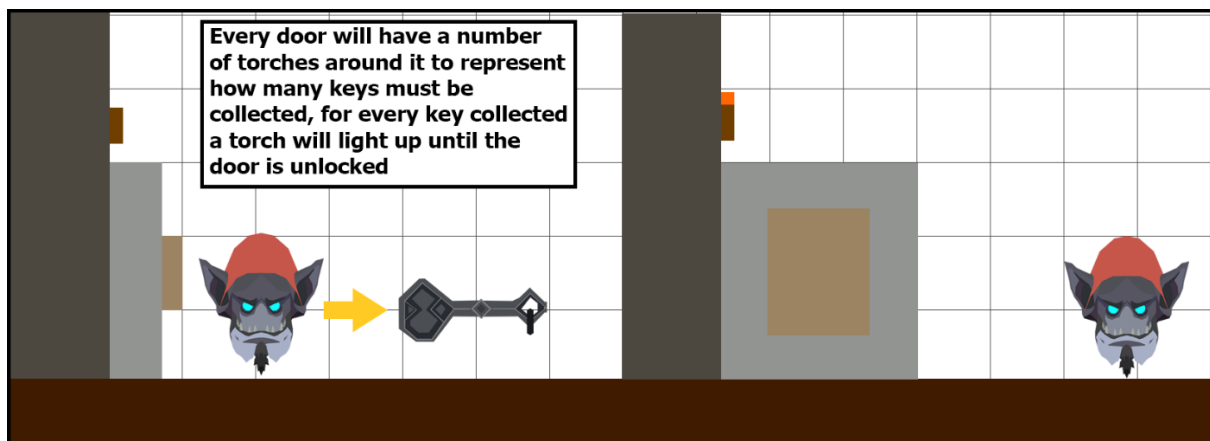 Every door will have a number
of torches around it to represent
how many keys must be
collected, for every key collected
a torch will light up until the
door is unlocked